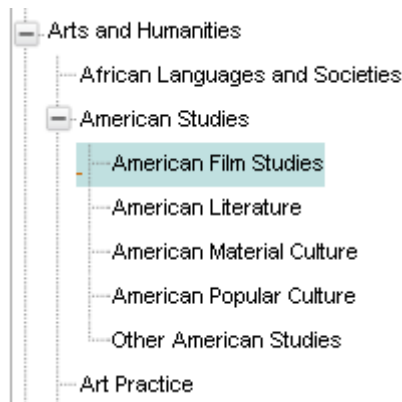 Arts and Humanities
African Languages and Societies
American Studies
American Film Studies
American Literature
American Material Culture
American Popular Culture
Other American Studies
Art Practice